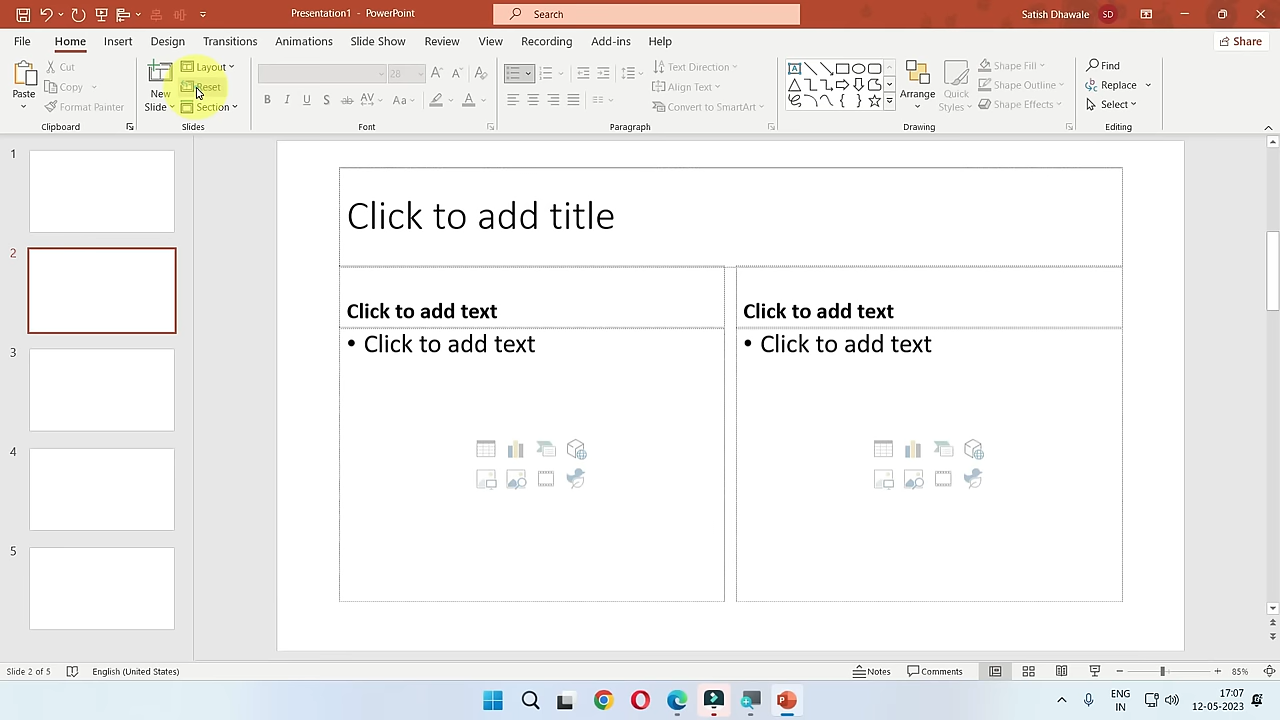 Presentation1 - PowerPoint
Search
Satish Dhawale
SD
File
Home
Insert
Design
Transitions
Animations
Slide Show
Review
View
Recording
Add-ins
Help
Share
Paste
Cut
Copy
Format Painter
Clipboard
New
Slide
Layout
Reset
Section
Slides
28
B I U S ab AV Aa A
Font
Text Direction
Align Text
Convert to SmartArt
Paragraph
Arrange
Quick
Styles
Shape Fill
Shape Outline
Shape Effects
Drawing
Find
Replace
Select
Editing
1
2
3
4
5
Click to add title
Click to add text
• Click to add text
Click to add text
• Click to add text
Slide 2 of 5
English (United States)
Notes
Comments
85%
ENG
IN
17:07
12-05-2023